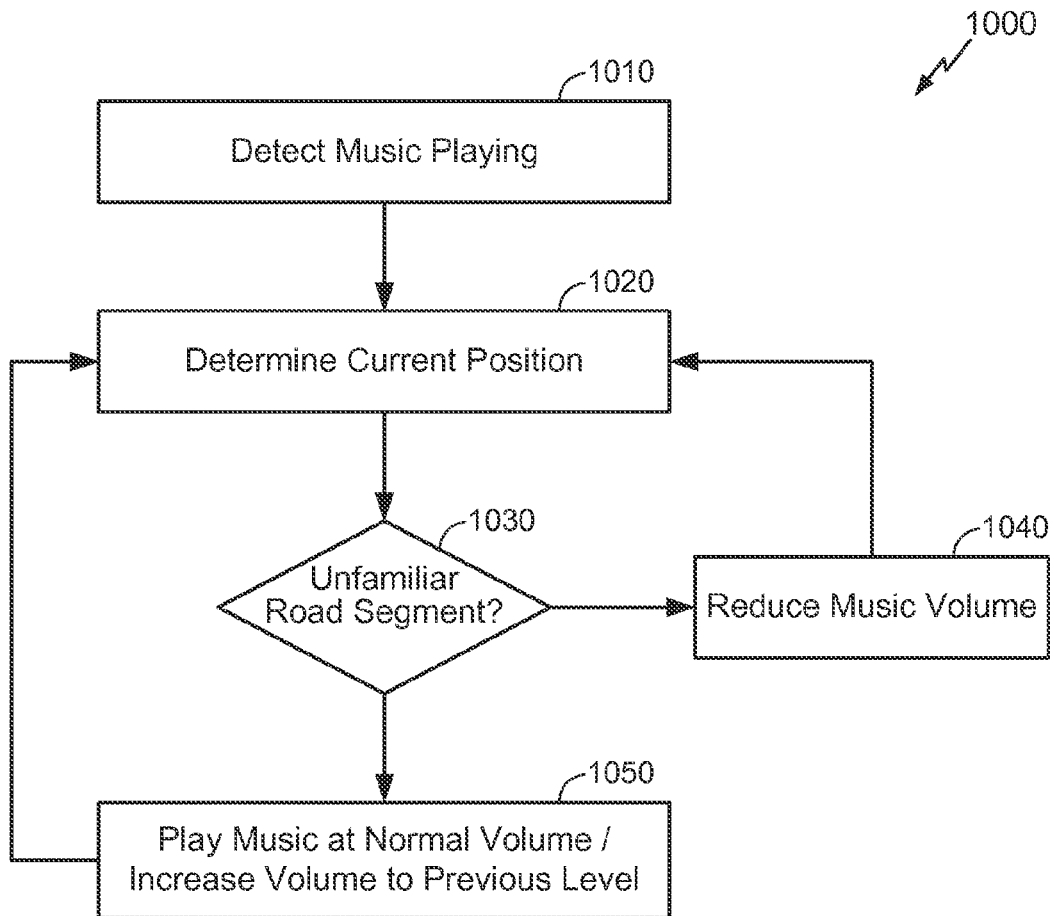 1000
1010
Detect Music Playing
1020
Determine Current Position
1030
Unfamiliar
Road Segment?
1040
Reduce Music Volume
1050
Play Music at Normal Volume /
Increase Volume to Previous Level